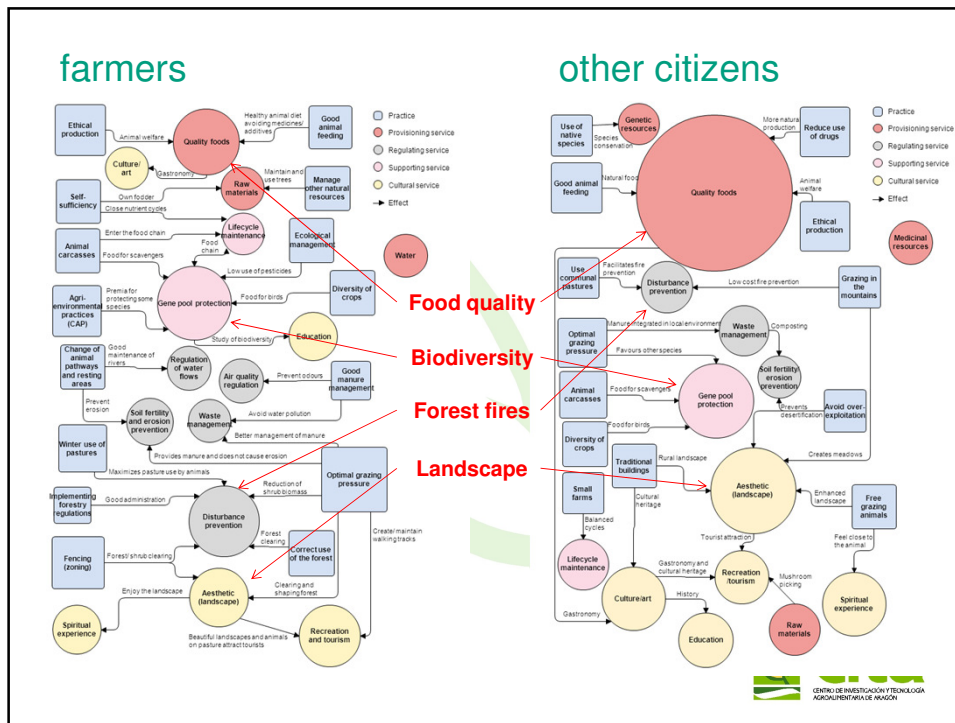 farmers
Ethical
production
Animal welfare
Quality foods
Healthy animal diet
avoiding medicines/
additives
Good
animal
feeding
Practice
Provisioning service
Regulating service
Supporting service
Cultural service
Effect
Culture/
art
Gastronomy
Raw
materials
Maintain and
use trees
Manage
other natural
resources
Self-
sufficiency
Own fodder
Close nutrient cycles
Lifecycle
maintenance
Ecological
management
Water
Animal
carcasses
Enter the food chain
Food
chain
Food for scavengers
Low use of pesticides
Gene pool protection
Agri-
environmental
practices
(CAP)
Premia for
protecting some
species
Food for birds
Diversity
of crops
Study of biodiversity
Education
Change of
animal
pathways
and resting
areas
Good
maintenance of
rivers
Regulation
of water
flows
Air quality
regulation
Prevent odours
Good
manure
management
Prevent
erosion
Soil fertility
and erosion
prevention
Waste
management
Avoid water pollution
Better management of manure
Winter use
of
pastures
Provides manure and does not cause erosion
Maximizes pasture use by animals
Optimal
grazing
pressure
Implementing
forestry
regulations
Good administration
Reduction of
shrub biomass
Disturbance
prevention
Forest
clearing
Correct use
of the forest
Create/ maintain
walking tracks
Fencing
(zoning)
Forest/ shrub clearing
Enjoy the landscape
Aesthetic
(landscape)
Clearing and
shaping forest
Spiritual
experience
Beautiful landscapes and animals
on pasture attract tourists
Recreation
and tourism
Food quality
Biodiversity
Forest fires
Landscape
other citizens
Use of
native
species
Species
conservation
Genetic
resources
More natural
production
Reduce use
of drugs
Practice
Provisioning service
Regulating service
Supporting service
Cultural service
Effect
Good animal
feeding
Natural food
Quality foods
Animal
welfare
Ethical
production
Medicinal
resources
Use
communal
pastures
Facilitates fire
prevention
Disturbance
prevention
Low cost fire prevention
Grazing in
the
mountains
Optimal
grazing
pressure
Manure integrated in local environment
Waste
management
Composting
Favours other species
Soil fertility/
erosion
prevention
Animal
carcasses
Food for scavengers
Gene pool
protection
Prevents
desertification
Avoid over-
exploitation
Diversity of
crops
Food for birds
Creates meadows
Traditional
buildings
Rural landscape
Small
farms
Cultural
heritage
Aesthetic
(landscape)
Enhanced
landscape
Free
grazing
animals
Balanced
cycles
Tourist attraction
Feel close to
the animal
Lifecycle
maintenance
Gastronomy and
cultural heritage
Recreation
/tourism
Mushroom
picking
Culture/art
History
Spiritual
experience
Gastronomy
Education
Raw
materials
CENTRO DE INVESTIGACIÓN Y TECNOLOGÍA
AGROALIMENTARIA DE ARAGÓN